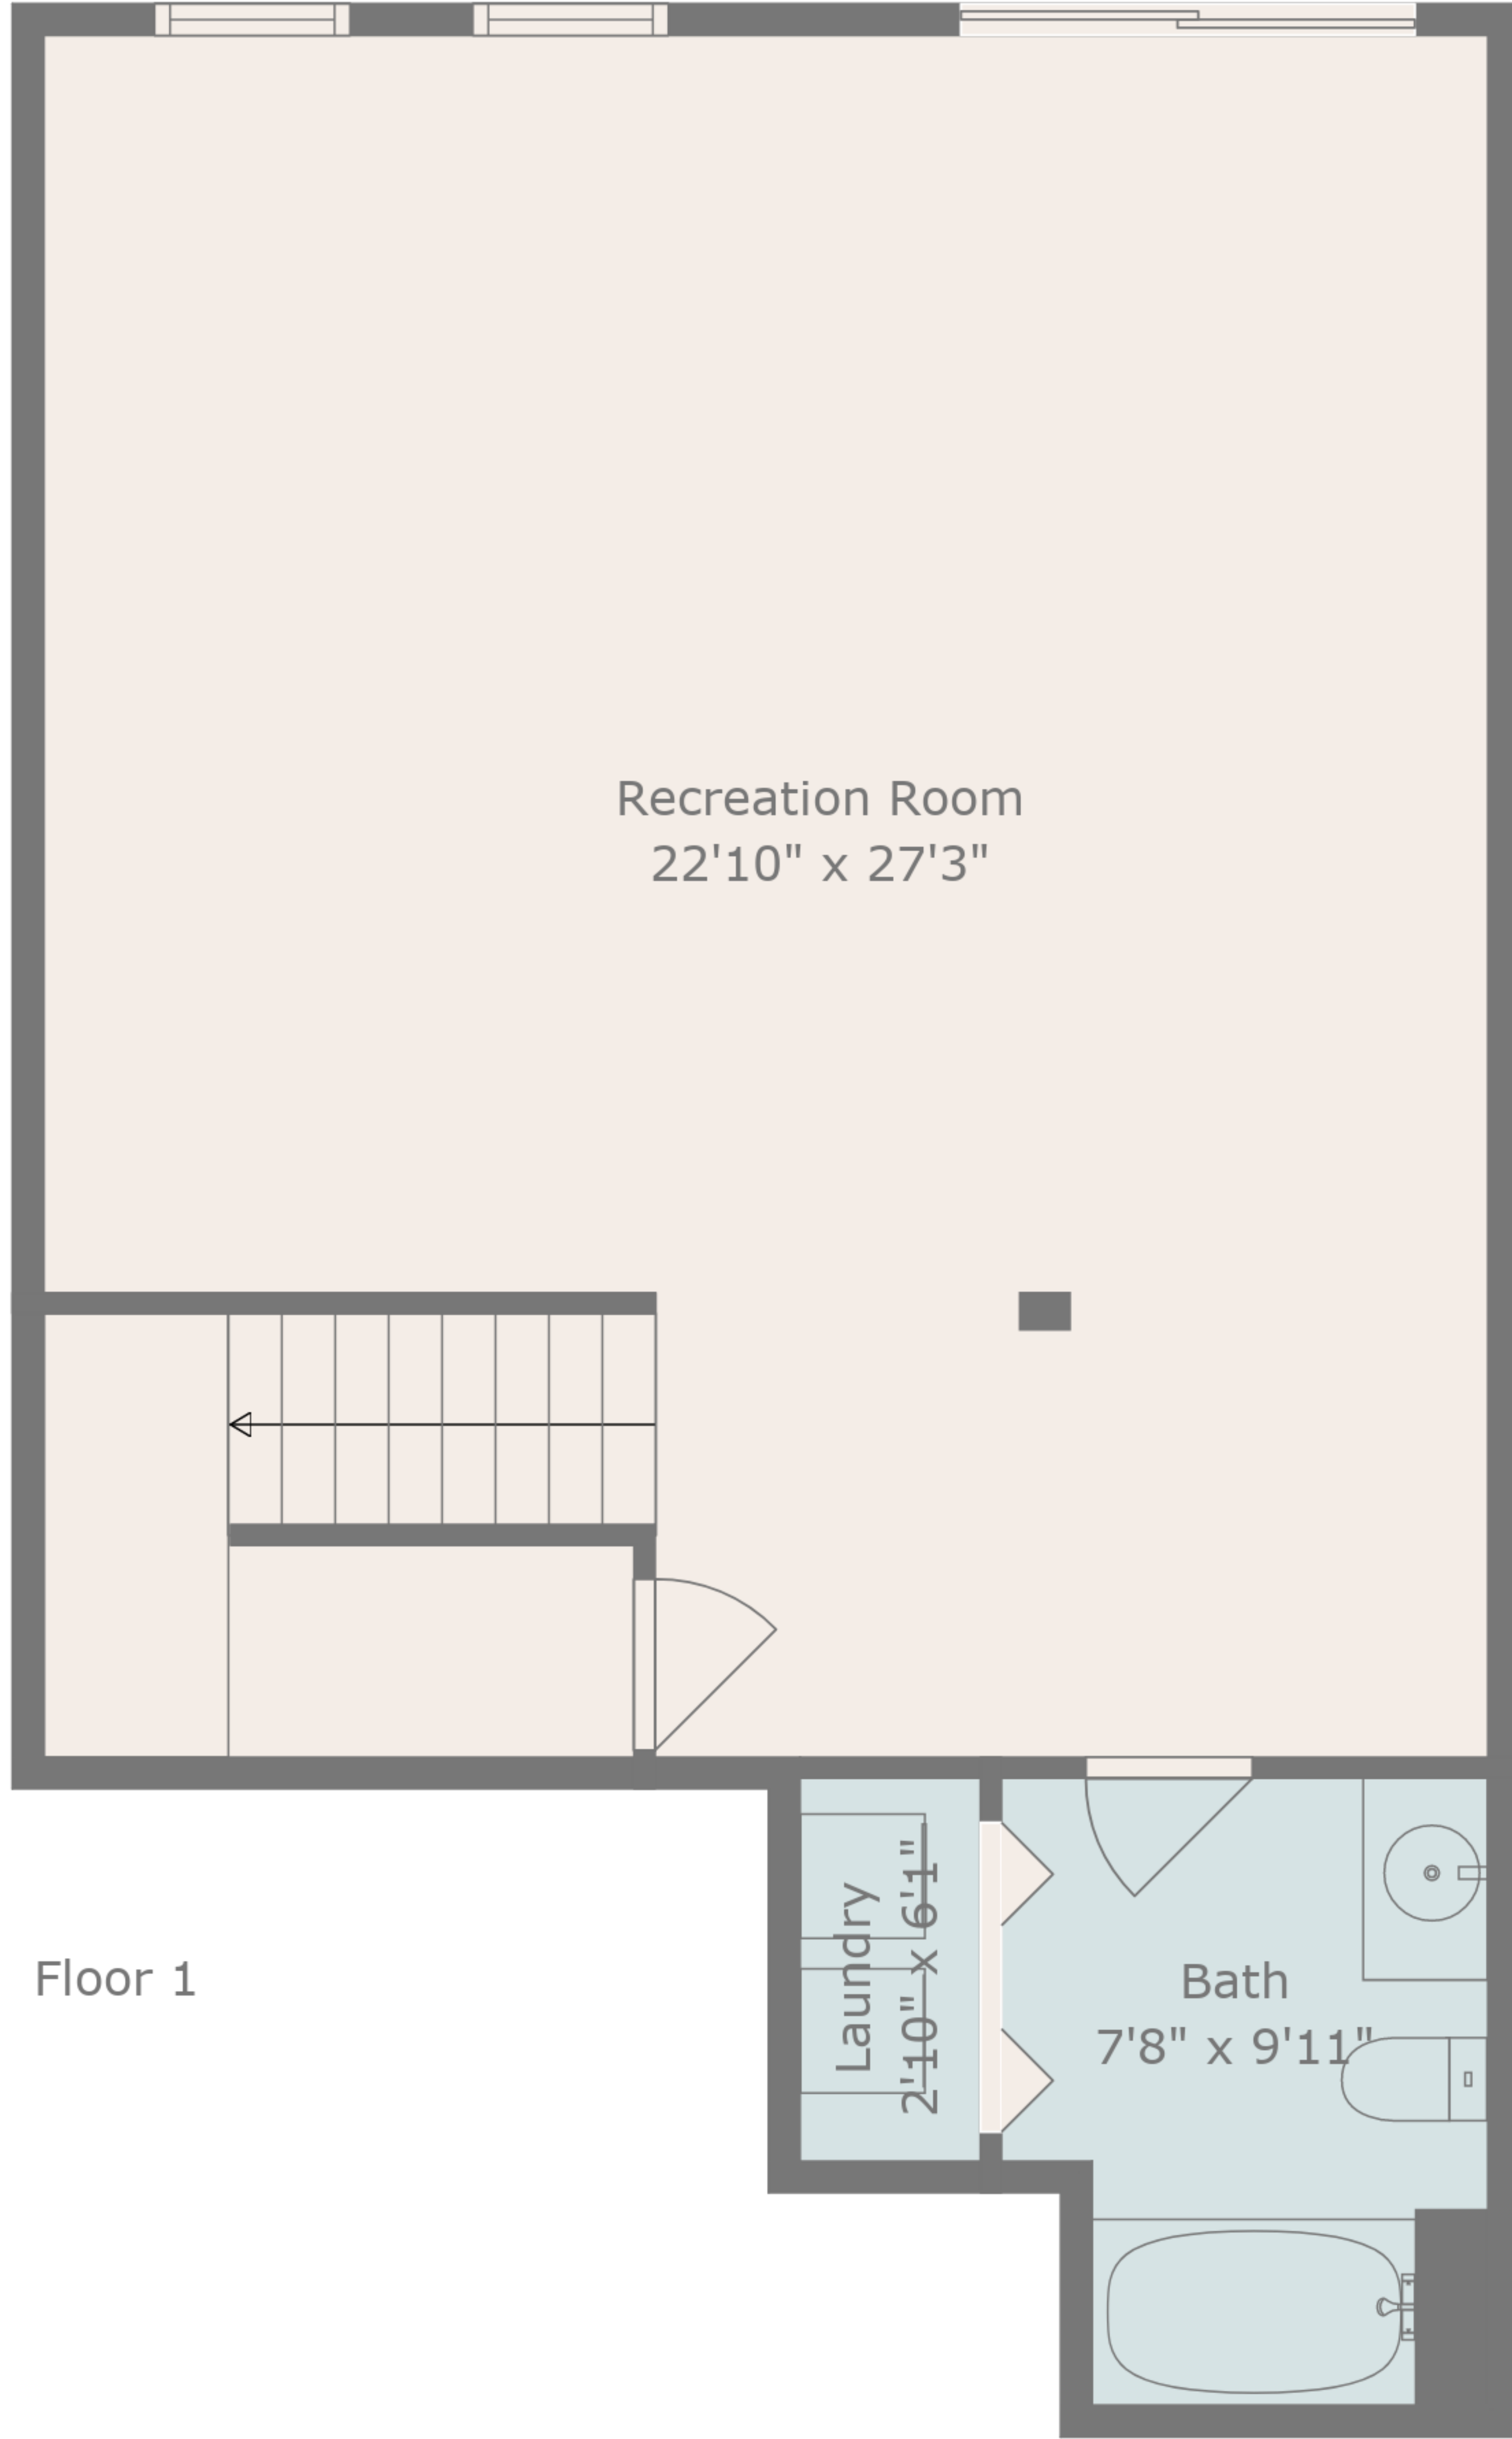 Recreation Room
22'10" x 27'3"
Floor 1
Laundry
2'10" x 6'1"
Bath
7'8" x 9'11"